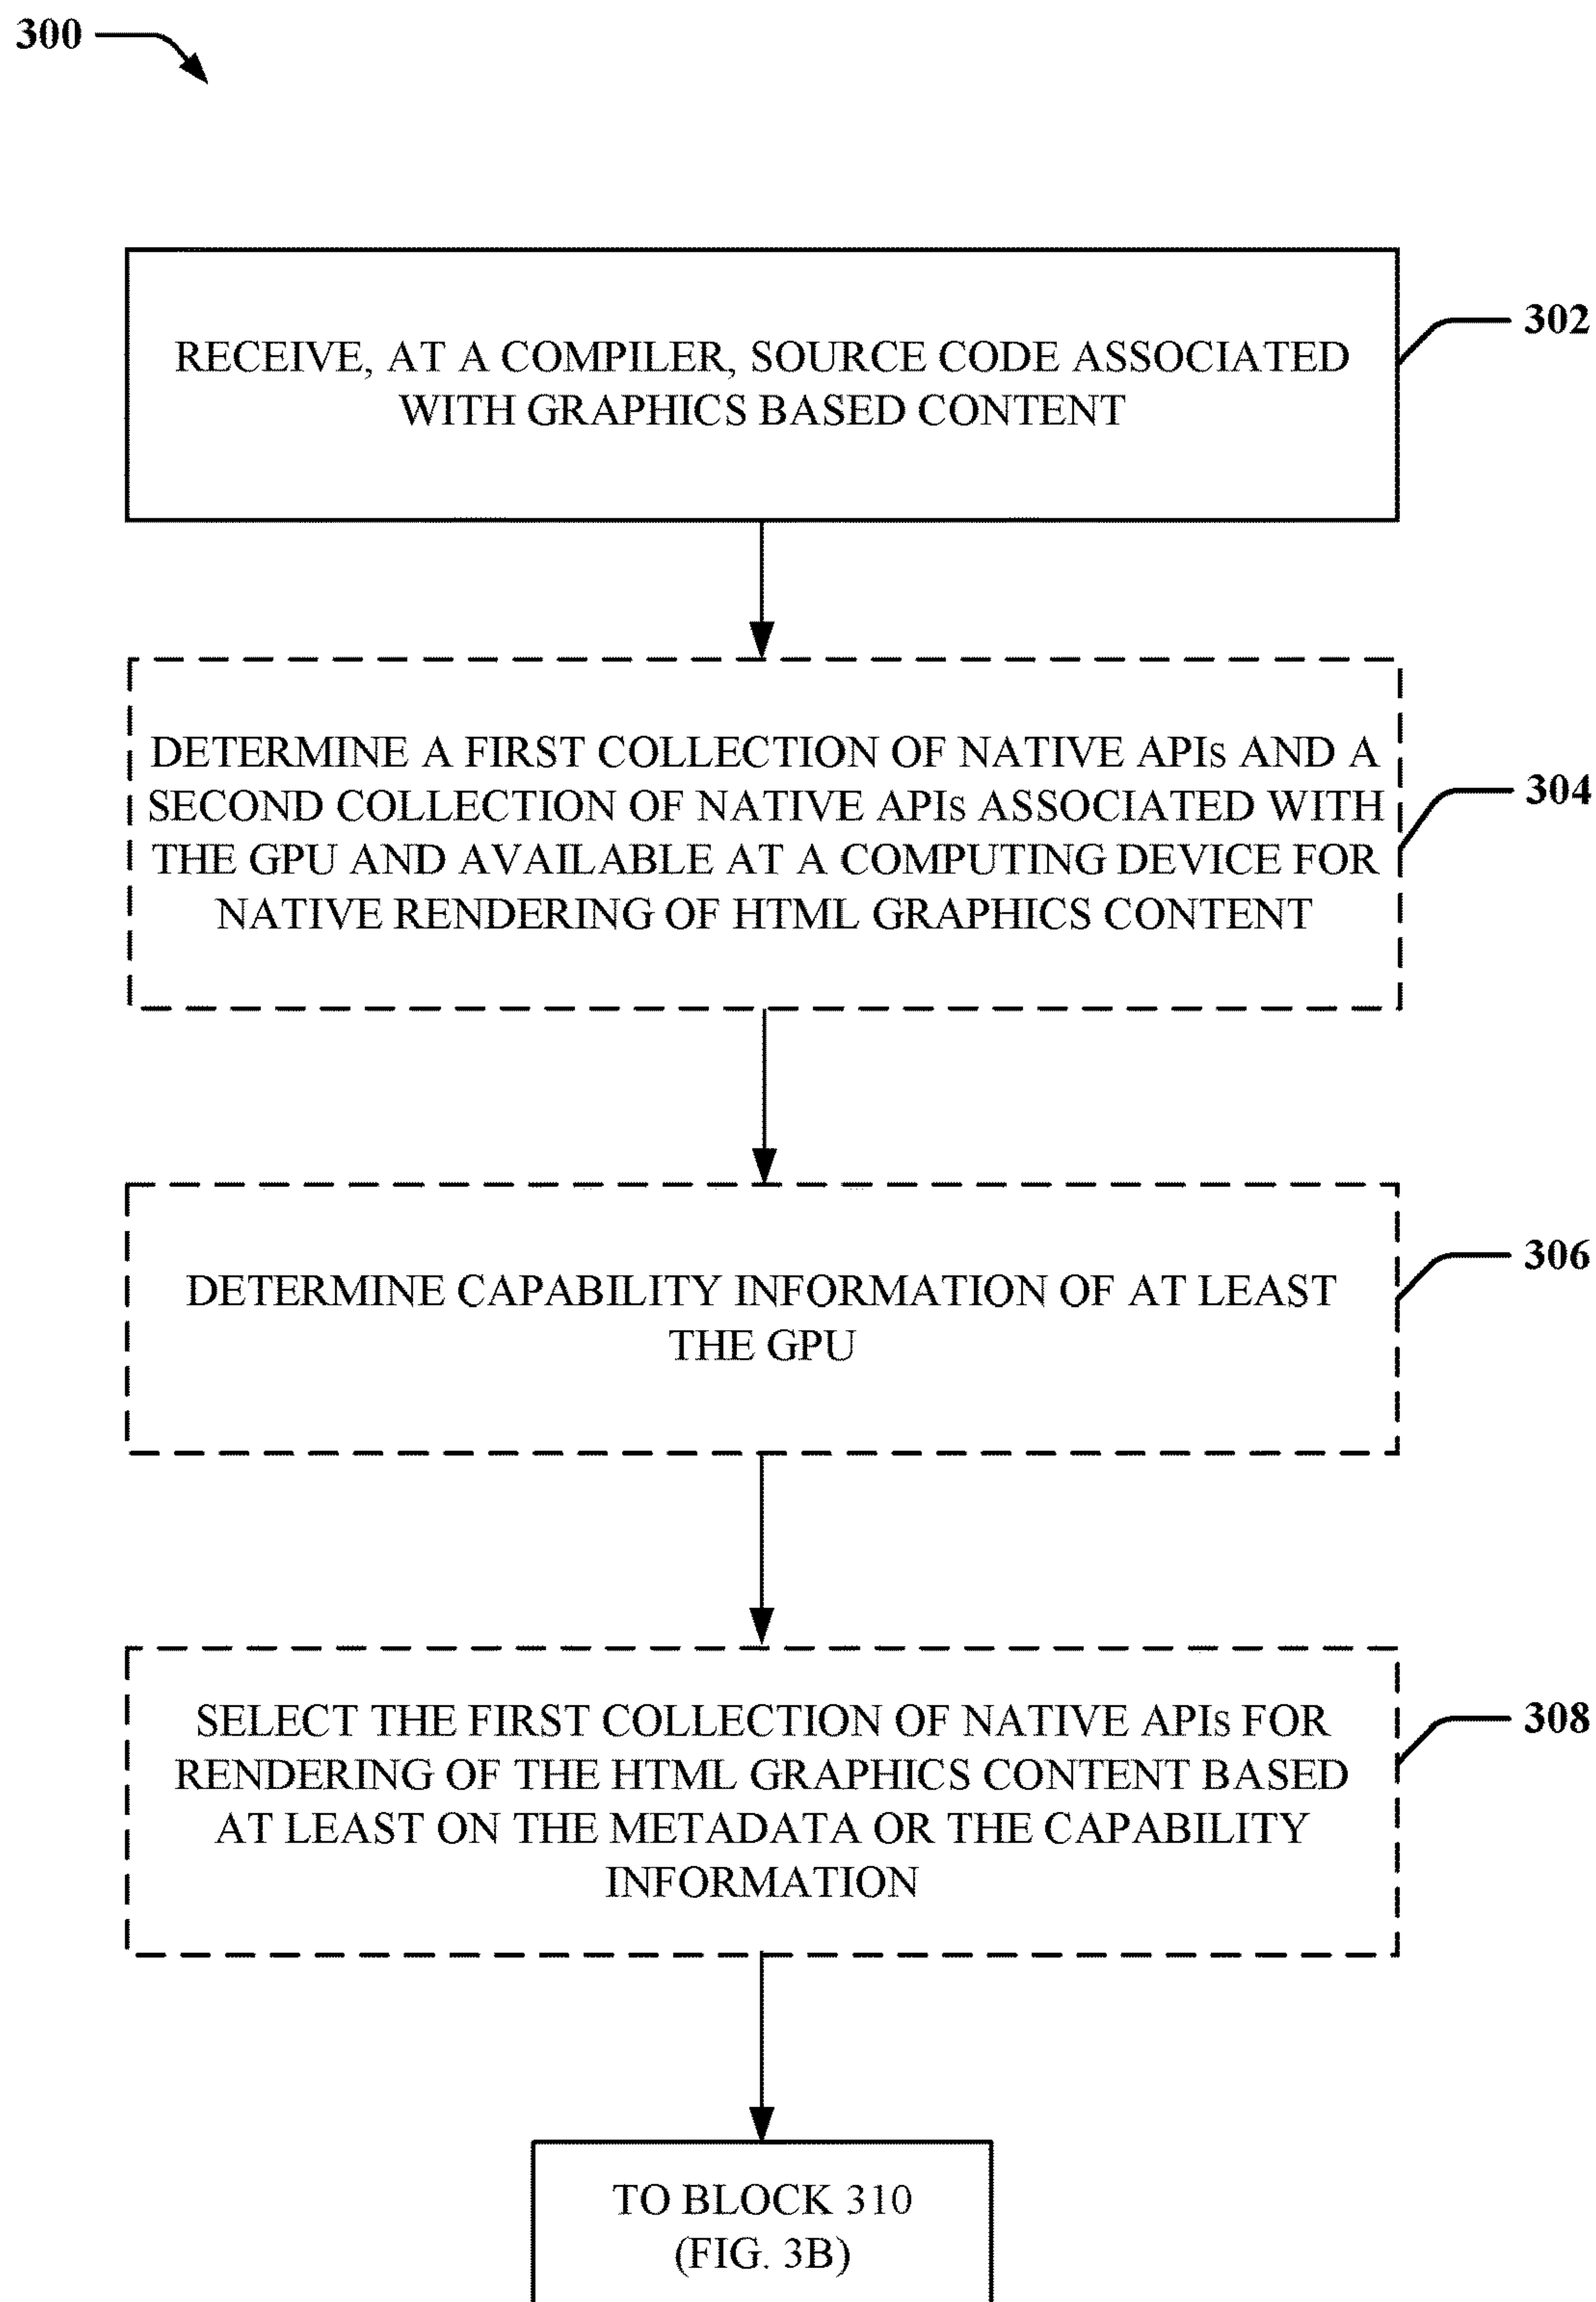 300
RECEIVE, AT A COMPILER, SOURCE CODE ASSOCIATED
WITH GRAPHICS BASED CONTENT
302
DETERMINE A FIRST COLLECTION OF NATIVE APIs AND A
SECOND COLLECTION OF NATIVE APIs ASSOCIATED WITH
THE GPU AND AVAILABLE AT A COMPUTING DEVICE FOR
NATIVE RENDERING OF HTML GRAPHICS CONTENT
304
DETERMINE CAPABILITY INFORMATION OF AT LEAST
THE GPU
306
SELECT THE FIRST COLLECTION OF NATIVE APIs FOR
RENDERING OF THE HTML GRAPHICS CONTENT BASED
AT LEAST ON THE METADATA OR THE CAPABILITY
INFORMATION
308
TO BLOCK 310
(FIG. 3B)